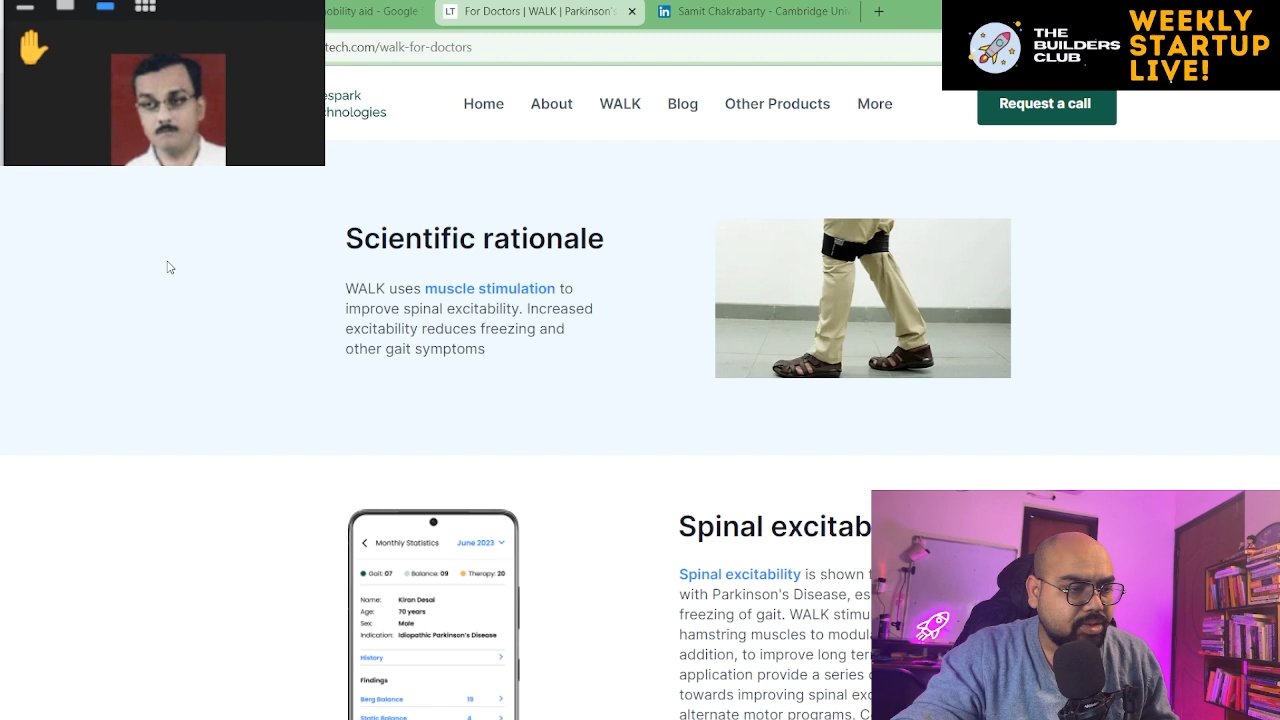 obility aid - Google
LT For Doctors | WALK | Parkinson's
Samit Chakrabarty - Cambridge Univ
tech.com/walk-for-doctors
THE
BUILDERS
CLUB
WEEKLY
STARTUP
LIVE!
espark
chnologies
Home
About
WALK
Blog
Other Products
More
Request a call
Scientific rationale
WALK uses muscle stimulation to
improve spinal excitability. Increased
excitability reduces freezing and
other gait symptoms
Monthly Statistics
June 2023
Gait: 07
Balance: 09
Therapy: 20
Name: Kiran Desai
Age: 70 years
Sex: Male
Indication: Idiopathic Parkinson's Disease
History
Findings
Berg Balance 19
Static Balance 4
Spinal excitab
Spinal excitability is shown
with Parkinson's Disease, es
freezing of gait. WALK stimu
hamstring muscles to modula
addition, to improve long ter
application provide a series
towards improving spinal exc
alternate motor programs. C